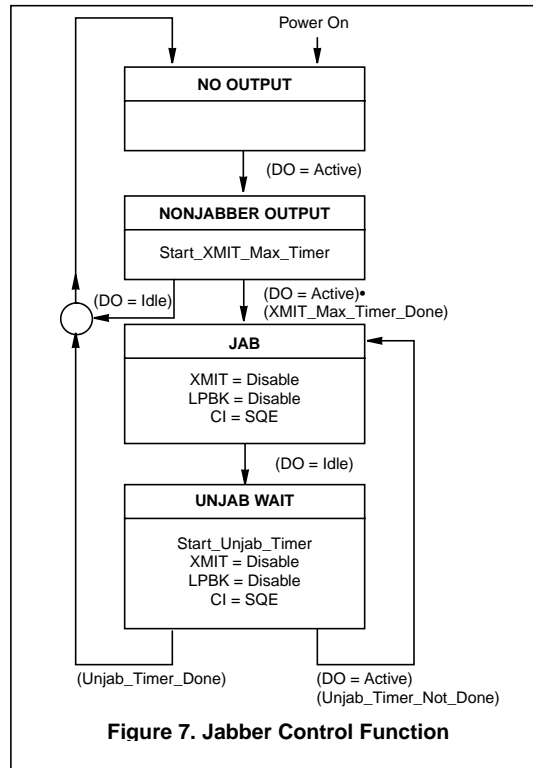 Power On
NO OUTPUT
(DO = Active)
NONJABBER OUTPUT
Start_XMIT_Max_Timer
(DO = Idle)
(DO = Active)•
(XMIT_Max_Timer_Done)
JAB
XMIT = Disable
LPBK = Disable
CI = SQE
(DO = Idle)
UNJAB WAIT
Start_Unjab_Timer
XMIT = Disable
LPBK = Disable
CI = SQE
(Unjab_Timer_Done)
(DO = Active)
(Unjab_Timer_Not_Done)
Figure 7. Jabber Control Function